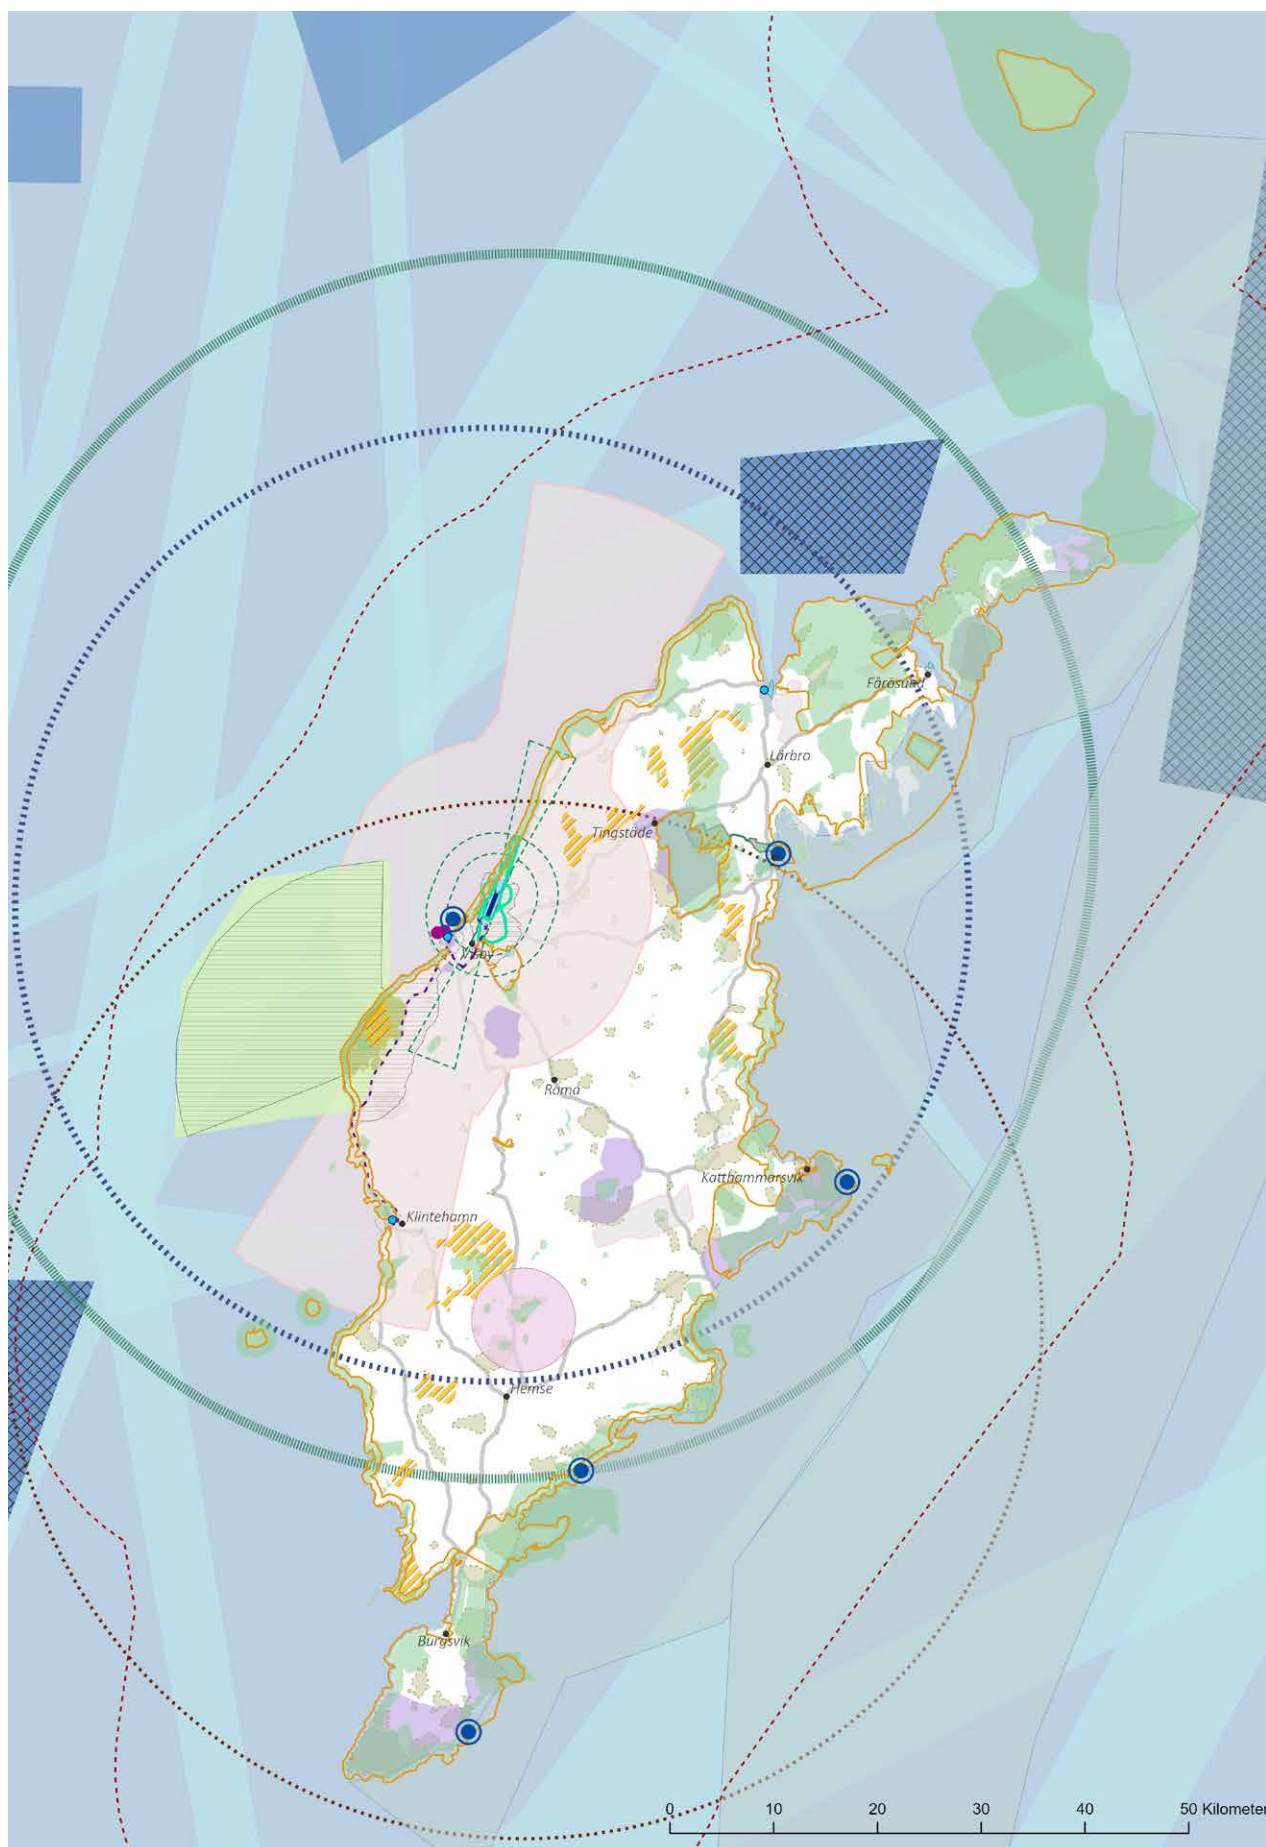 Fårösund
Lärbro
Tingstäde
Visby
Roma
Katthammarsvik
Klintehamn
Hemse
Burgsvik
0 10 20 30 40 50 Kilometer